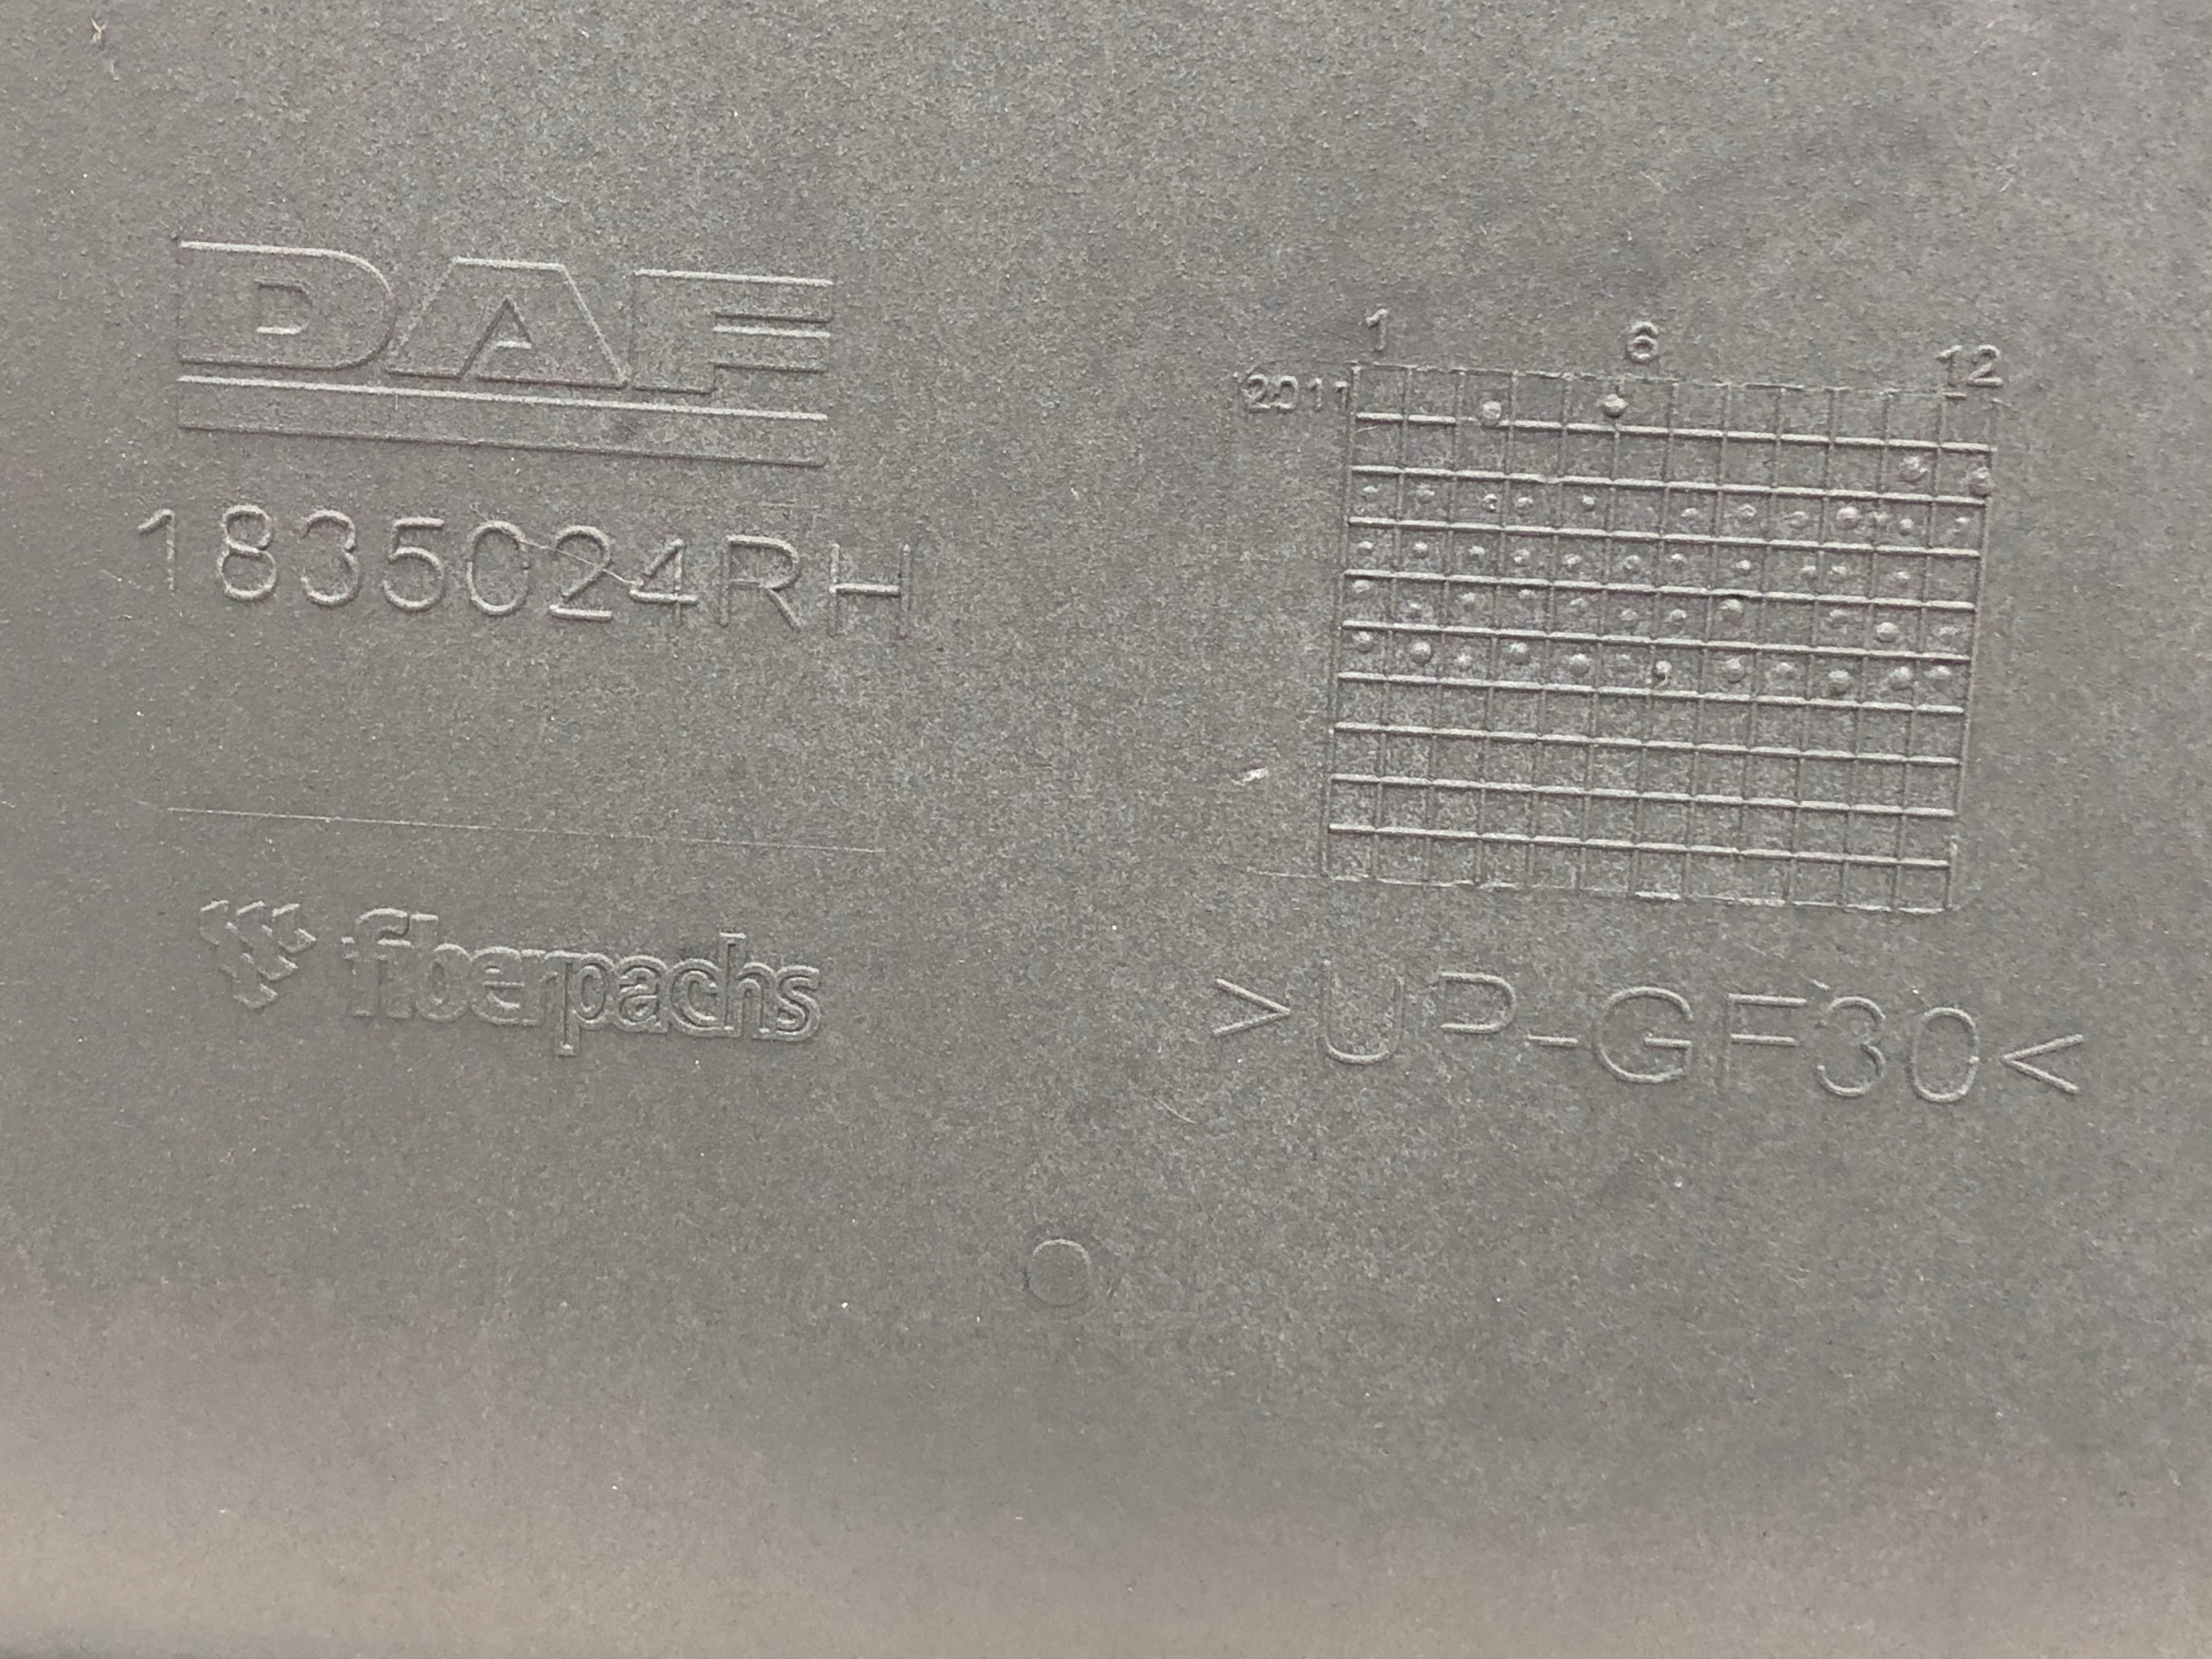 DAF
1835024RH
fiberpachs
1 6 12
2011
>UP-GF30<